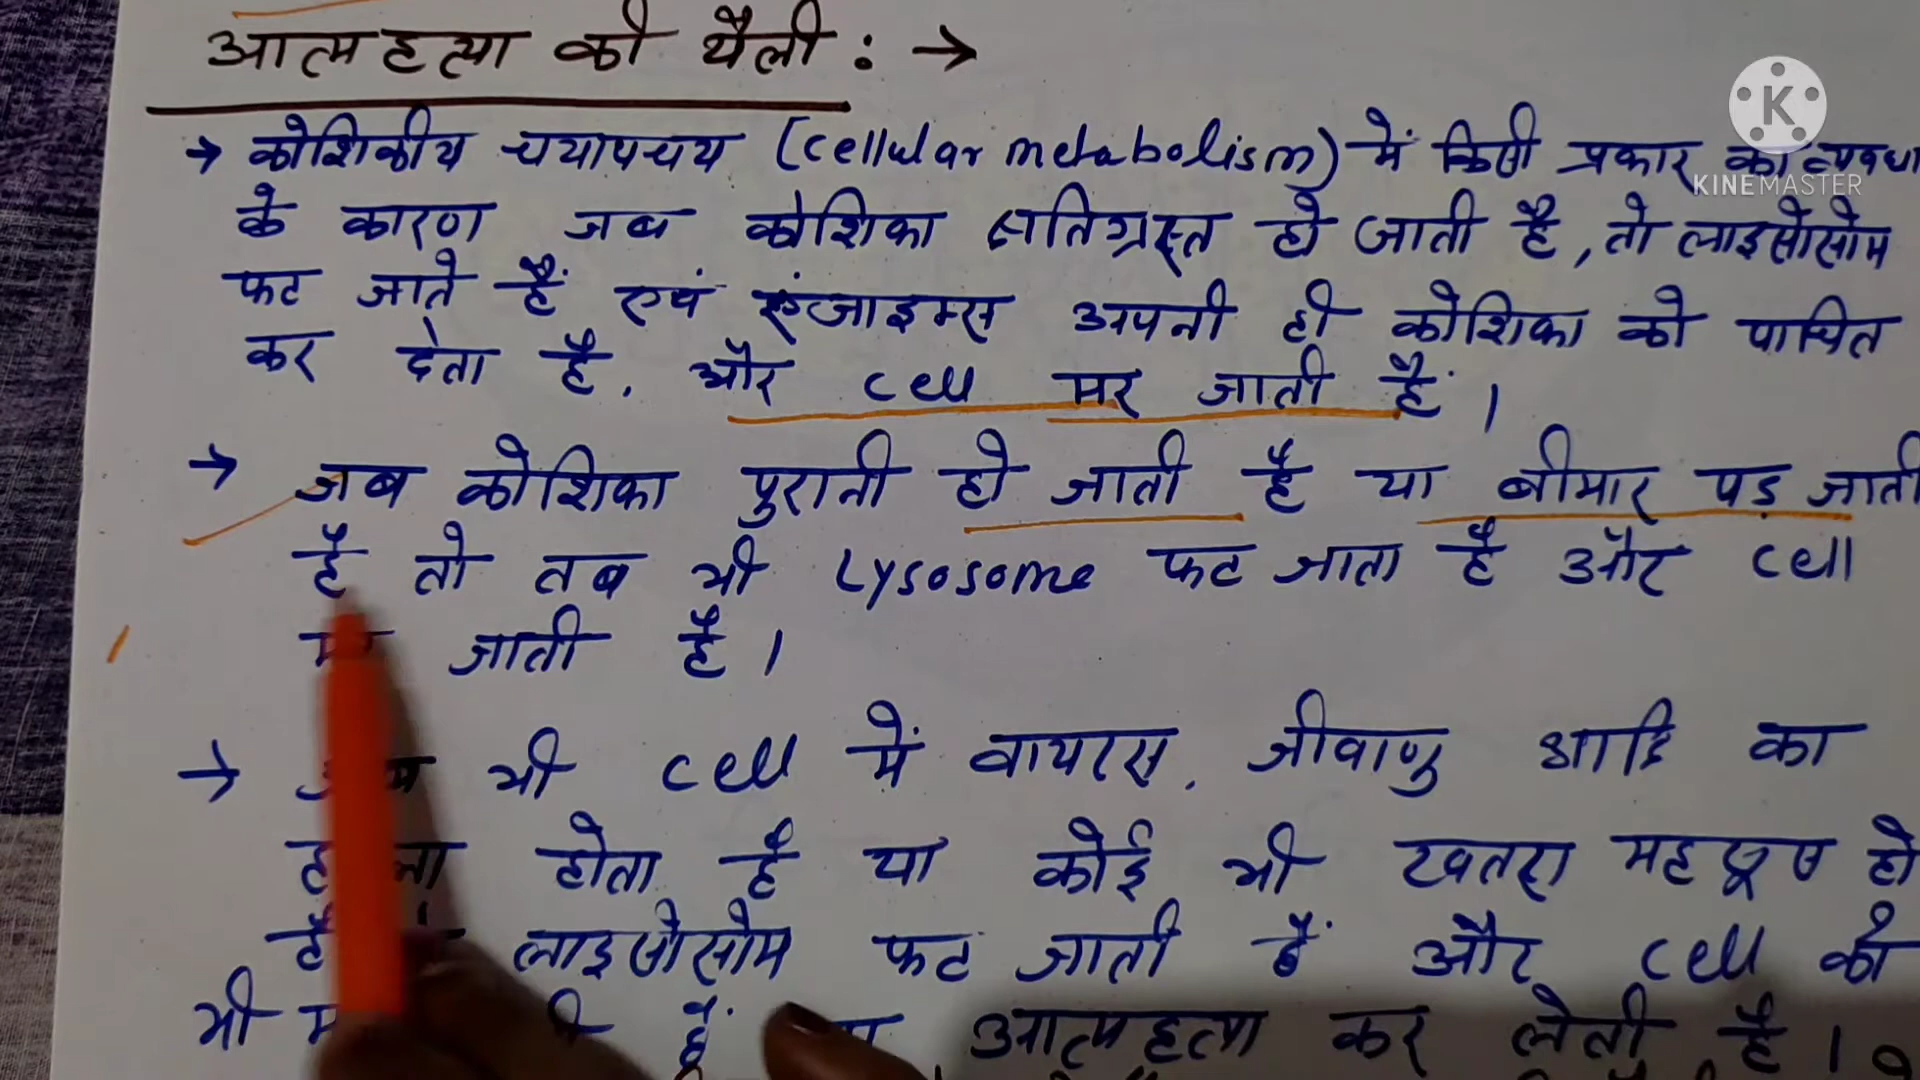 आत्महत्या की थैली : →
→ कोशिकीय चयापचय (cellular metabolism) में किसी प्रकार की
K
KINEMASTER
के कारण जब कोशिका क्षतिग्रस्त हो जाती है, तो लाइसोसोम
फट जाते हैं एवं एंजाइम्स अपनी ही कोशिका को पाचित
कर देता है. और cell मर जाती हैं।
→ जब कोशिका पुरानी हो जाती है या बीमार पड़ जाती
है तो तब भी Lysosome फट जाता है और cell
जाती है।
→ भी cell में वायरस. जीवाणु आदि का
होता है या कोई भी खतरा महसूस हो
लाइसोसोम फट जाती हैं और cell को
भी हैं आत्महत्या कर लेती है।